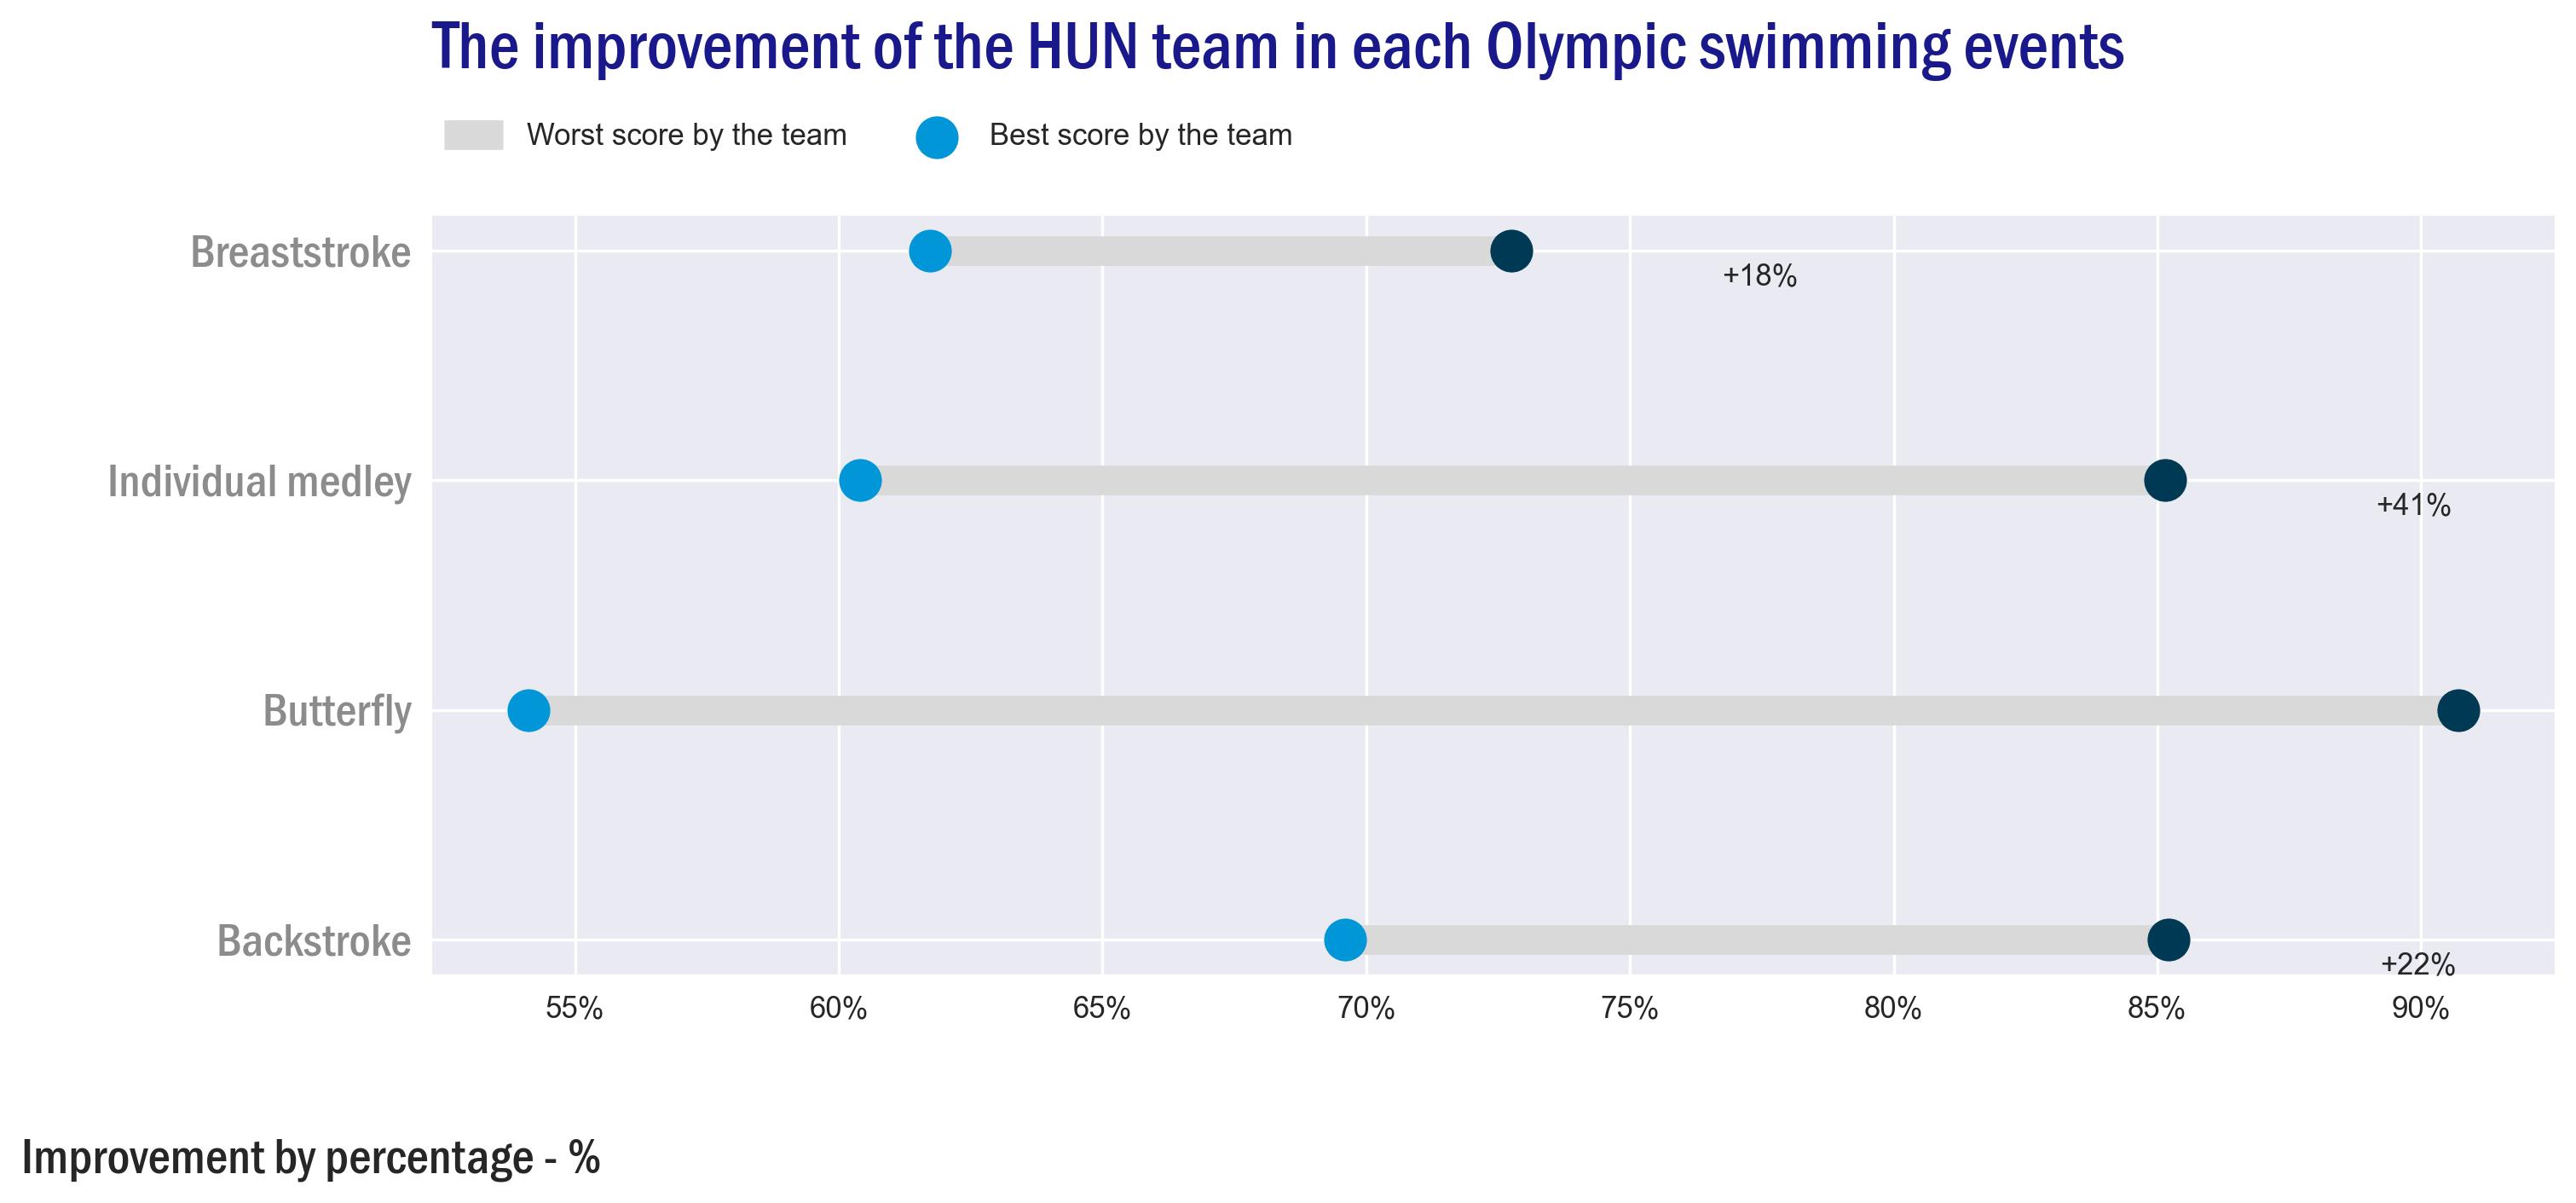 The improvement of the HUN team in each Olympic swimming events
Worst score by the team
Best score by the team
Breaststroke
+18%
Individual medley
+41%
Butterfly
Backstroke
+22%
55% 60% 65% 70% 75% 80% 85% 90%
Improvement by percentage - %